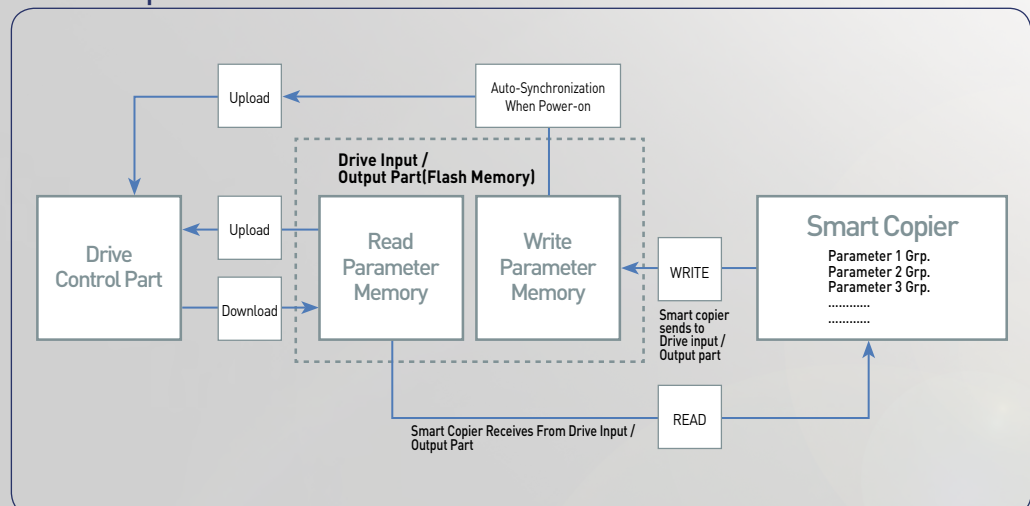 Upload
Auto-Synchronization
When Power-on
Drive Input /
Output Part(Flash Memory)
Drive
Control Part
Upload
Download
Read
Parameter
Memory
Write
Parameter
Memory
WRITE
Smart copier
sends to
Drive input /
Output part
Smart Copier
Parameter 1 Grp.
Parameter 2 Grp.
Parameter 3 Grp.
............
............
READ
Smart Copier Receives From Drive Input /
Output Part